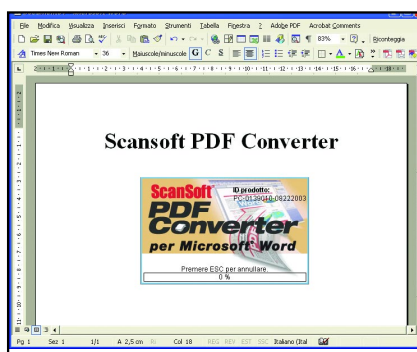 File Modifica Visualizza Inserisci Formato Strumenti Tabella Finestra ? Adobe PDF Acrobat Comments
Times New Roman 36 Maiuscole/minuscole G C S
83% Riconteggia
Scansoft PDF Converter
ScanSoft
ID prodotto:
PC-0139010-08222003
PDF
Converter
per Microsoft Word
Premere ESC per annullare.
0 %
Pg 1 Sez 1 1/1 A 2,5 cm Ri Col 18 REG REV EST SSC Italiano (Ital